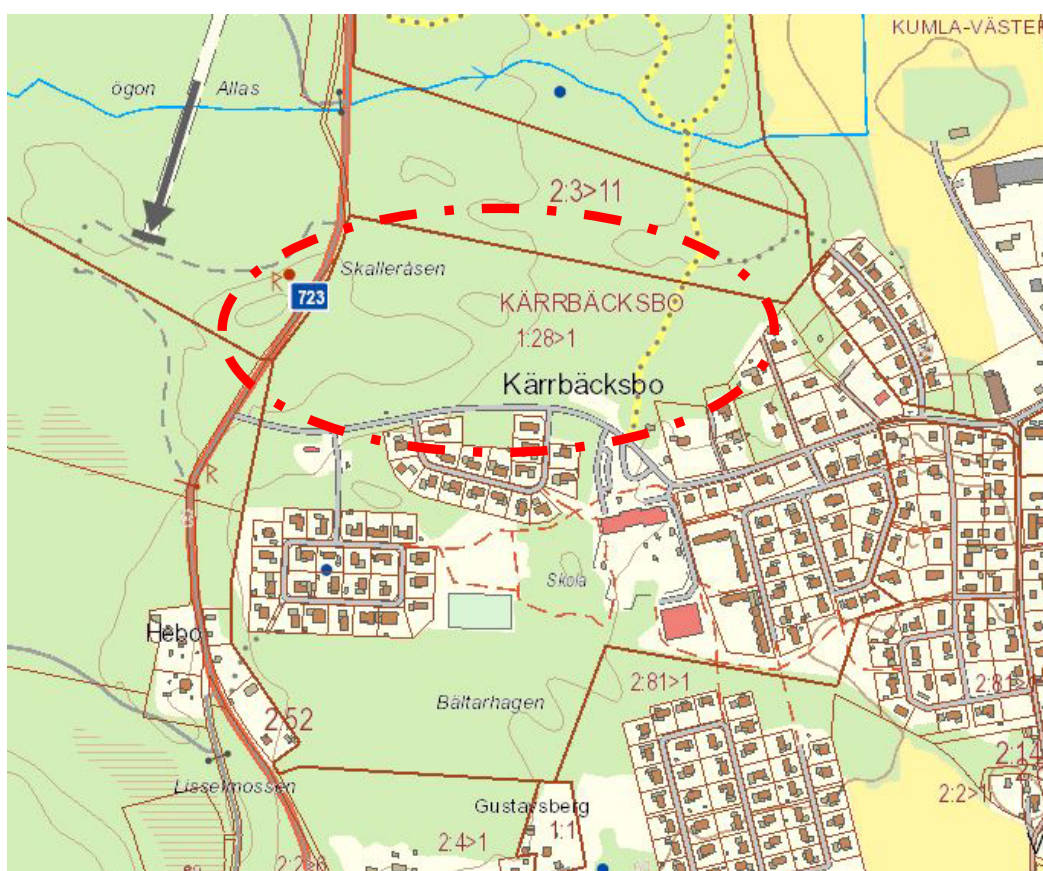 KUMLA-VÄSTER
ögon
Allas
2:3>11
Skalleråsen
723
KÄRRBÄCKSBO
1:28>1
Kärrbäcksbo
Skola
Hebo
Bältarhagen
2:81>1
2:52
Lisselmossen
Gustavsberg
1:1
2:4>1
2:2>1